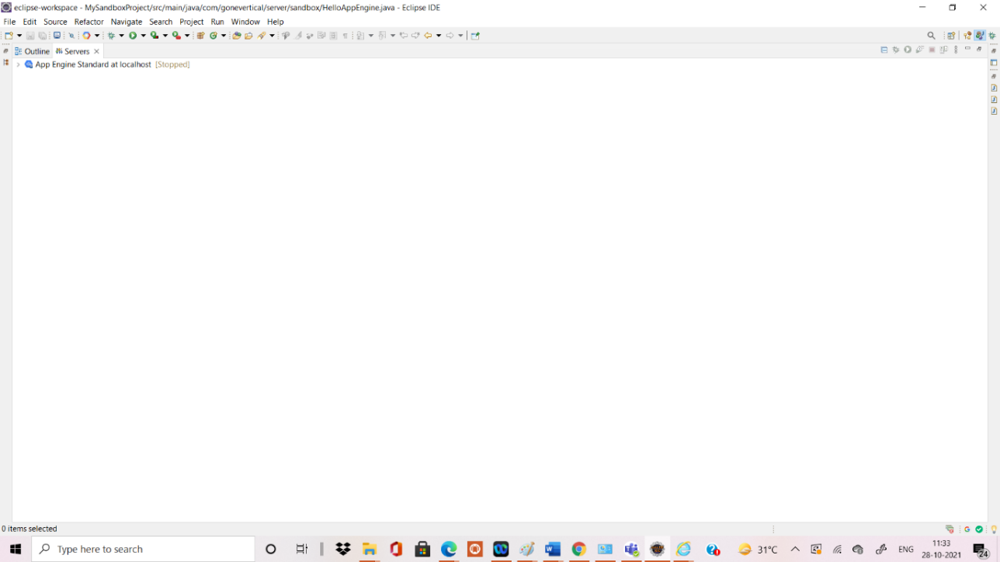 eclipse-workspace - MySandboxProject/src/main/java/com/gonevertical/server/sandbox/HelloAppEngine.java - Eclipse IDE
File Edit Source Refactor Navigate Search Project Run Window Help
Outline Servers
App Engine Standard at localhost [Stopped]
0 items selected
Type here to search
31°C
ENG
11:33
28-10-2021